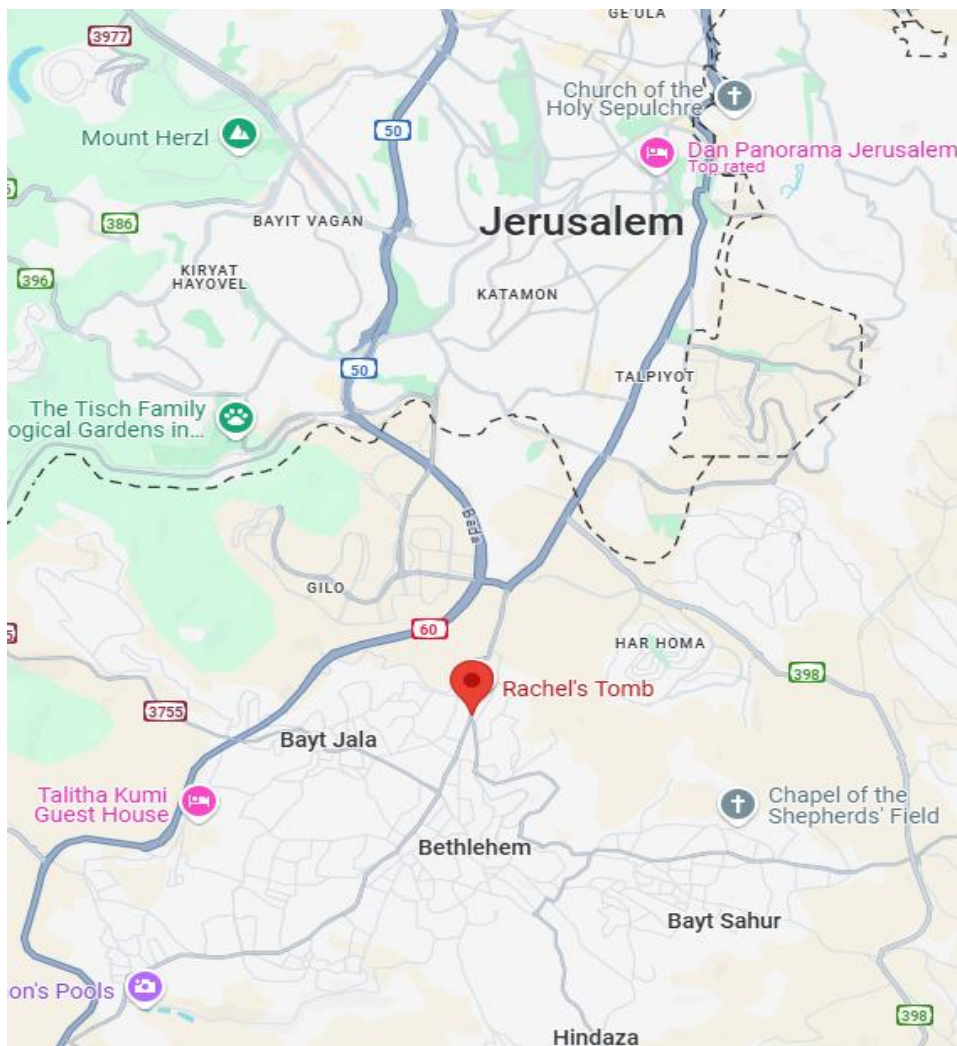 GE'ULA
3977
Church of the
Holy Sepulchre
50
Mount Herzl
Dan Panorama Jerusalem
Top rated
386
BAYIT VAGAN
Jerusalem
KIRYAT
HAYOVEL
396
KATAMON
50
TALPIYOT
The Tisch Family
ogical Gardens in...
Bada
GILO
60
HAR HOMA
5
398
Rachel's Tomb
3755
Bayt Jala
Talitha Kumi
Guest House
Chapel of the
Shepherds' Field
Bethlehem
Bayt Sahur
on's Pools
398
Hindaza